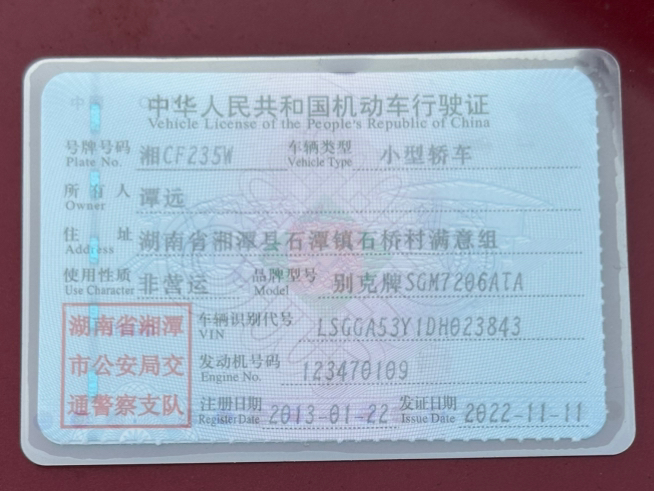 中华人民共和国机动车行驶证
Vehicle License of the People's Republic of China
号牌号码 湘CF235W 车辆类型 小型轿车
Plate No. Vehicle Type
所有人 谭远
Owner
住址 湖南省湘潭县石潭镇石桥村满意组
Address
使用性质 非营运 品牌型号 别克牌SGM7206ATA
Use Character Model
湖南省湘潭
市公安局交
通警察支队
车辆识别代号 LSGGA53Y1DH023843
VIN
发动机号码 123470109
Engine No.
注册日期 2013-01-22 发证日期 2022-11-11
Register Date Issue Date